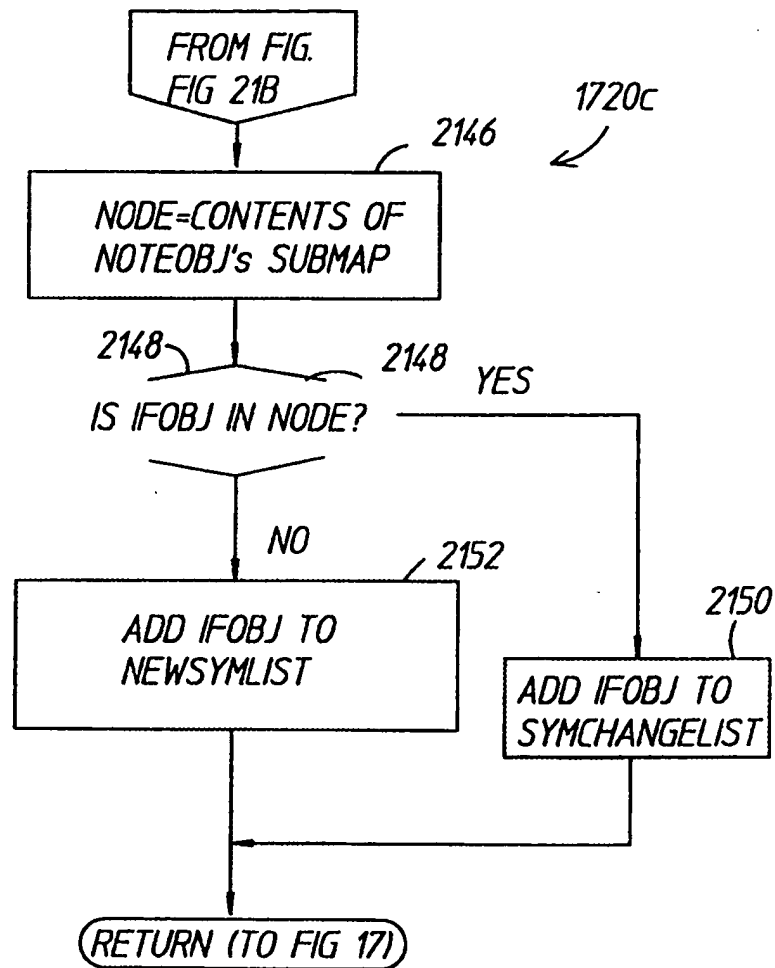 FROM FIG.
FIG 21B
1720c
2146
NODE=CONTENTS OF
NOTEOBJ's SUBMAP
2148
2148
YES
IS IFOBJ IN NODE?
NO
2152
ADD IFOBJ TO
NEWSYMLIST
2150
ADD IFOBJ TO
SYMCHANGELIST
RETURN (TO FIG 17)